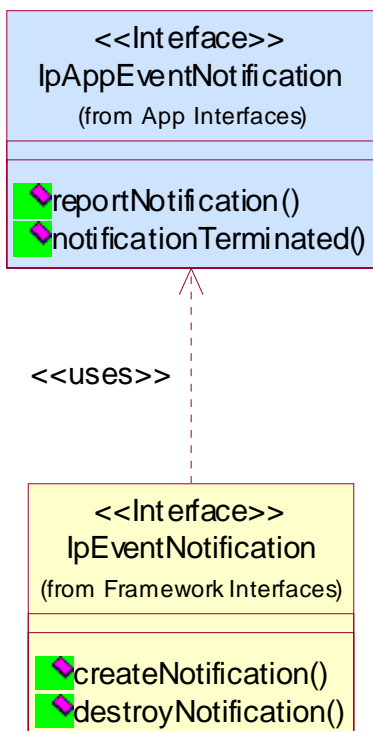 <<Interface>>
IpAppEventNotification
(from App Interfaces)
reportNotification()
notificationTerminated()
<<uses>>
<<Interface>>
IpEventNotification
(from Framework Interfaces)
createNotification()
destroyNotification()